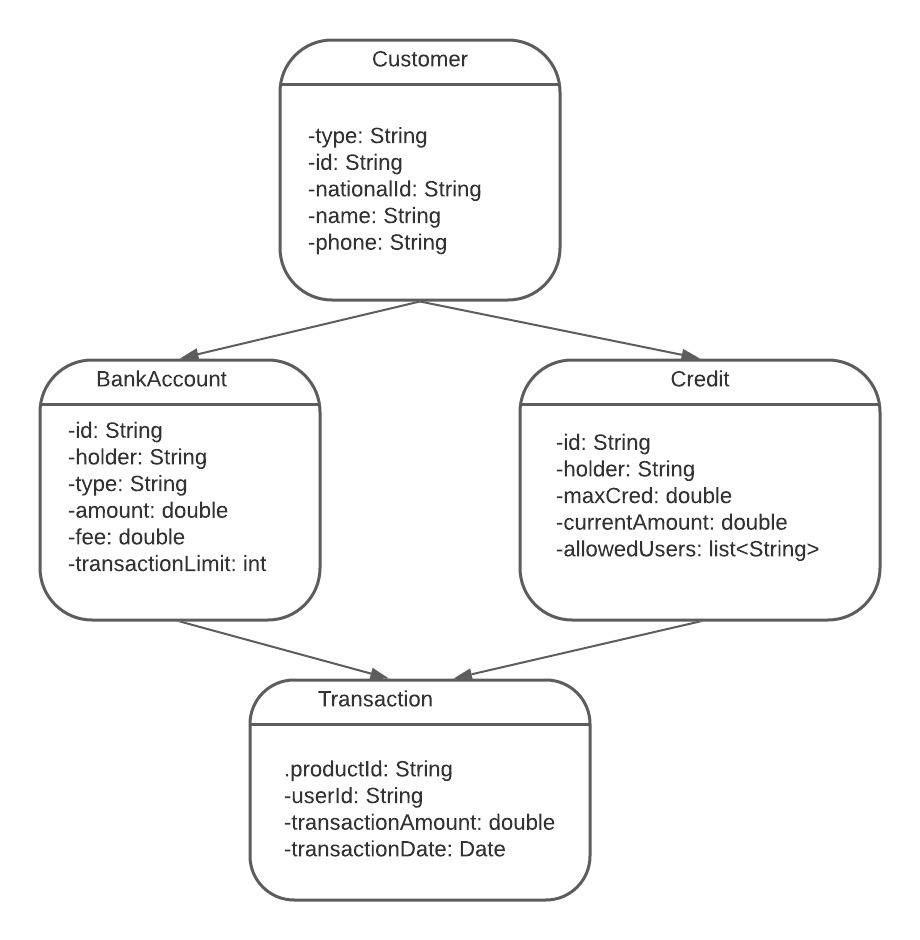 Customer
-type: String
-id: String
-nationalId: String
-name: String
-phone: String
BankAccount
-id: String
-holder: String
-type: String
-amount: double
-fee: double
-transactionLimit: int
Credit
-id: String
-holder: String
-maxCred: double
-currentAmount: double
-allowedUsers: list<String>
Transaction
.productId: String
-userId: String
-transactionAmount: double
-transactionDate: Date